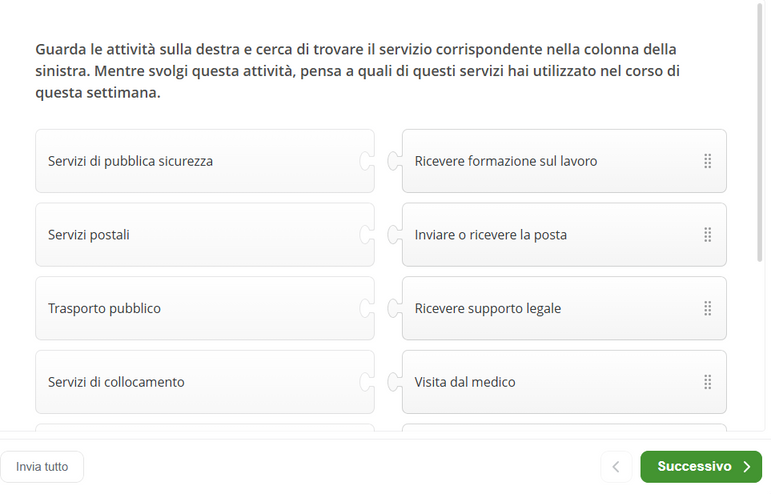 Guarda le attività sulla destra e cerca di trovare il servizio corrispondente nella colonna della
sinistra. Mentre svolgi questa attività, pensa a quali di questi servizi hai utilizzato nel corso di
questa settimana.
Servizi di pubblica sicurezza
Ricevere formazione sul lavoro
Servizi postali
Inviare o ricevere la posta
Trasporto pubblico
Ricevere supporto legale
Servizi di collocamento
Visita dal medico
Invia tutto
Successivo